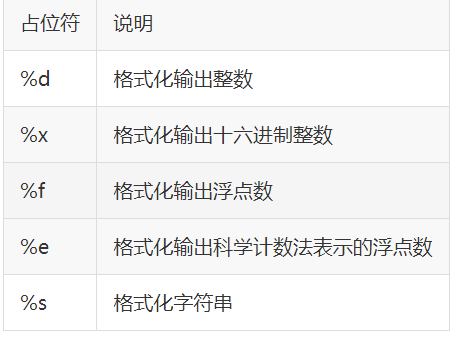 占位符 说明
%d 格式化输出整数
%x 格式化输出十六进制整数
%f 格式化输出浮点数
%e 格式化输出科学计数法表示的浮点数
%s 格式化字符串